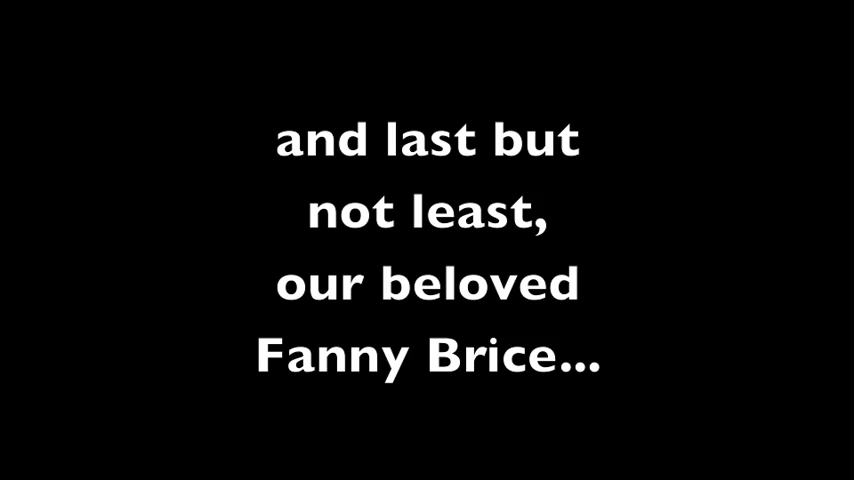 and last but
not least,
our beloved
Fanny Brice...